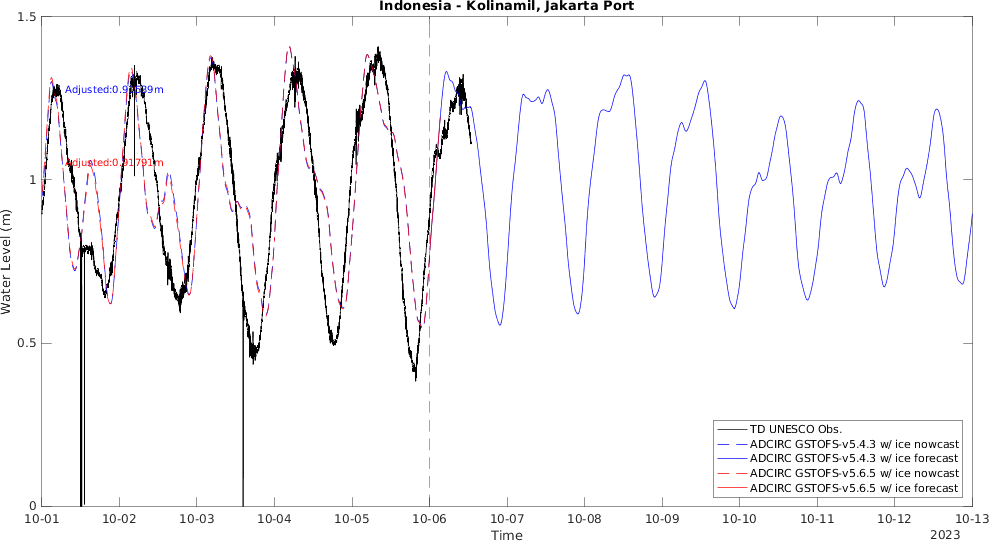 Indonesia - Kolinamil, Jakarta Port
1.5
1
0.5
0
Water Level (m)
Adjusted:0.91791m
10-01
10-02
10-03
10-04
10-05
10-06
10-07
10-08
10-09
10-10
10-11
10-12
10-13
Time
2023
TD UNESCO Obs.
ADCIRC GSTOFS-v5.4.3 w/ ice nowcast
ADCIRC GSTOFS-v5.4.3 w/ ice forecast
ADCIRC GSTOFS-v5.6.5 w/ ice nowcast
ADCIRC GSTOFS-v5.6.5 w/ ice forecast